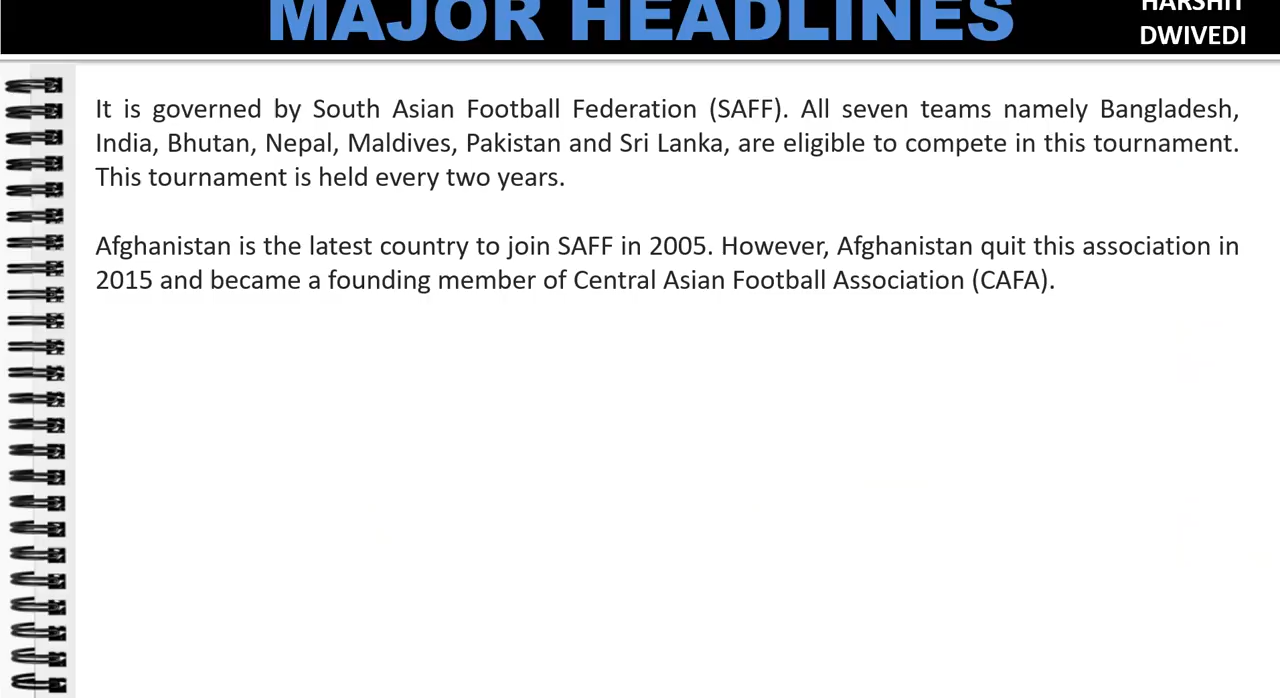 MAJOR HEADLINES
HARSHIT
DWIVEDI
It is governed by South Asian Football Federation (SAFF). All seven teams namely Bangladesh,
India, Bhutan, Nepal, Maldives, Pakistan and Sri Lanka, are eligible to compete in this tournament.
This tournament is held every two years.
Afghanistan is the latest country to join SAFF in 2005. However, Afghanistan quit this association in
2015 and became a founding member of Central Asian Football Association (CAFA).